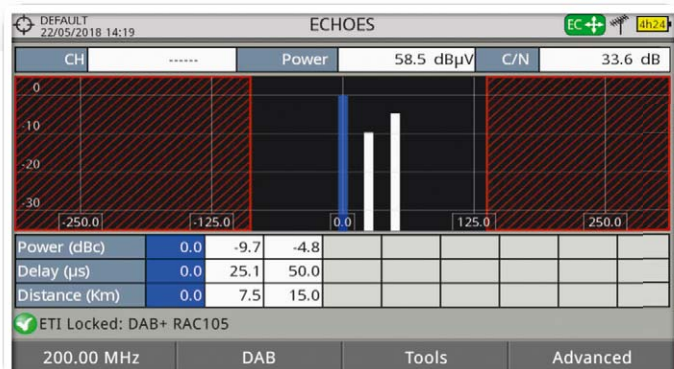 DEFAULT
22/05/2018 14:19
ECHOES
EC
4h24
CH ------ Power 58.5 dBμV C/N 33.6 dB
0
-10
-20
-30
-250.0 -125.0 0.0 125.0 250.0
Power (dBc) 0.0 -9.7 -4.8
Delay (μs) 0.0 25.1 50.0
Distance (Km) 0.0 7.5 15.0
ETI Locked: DAB+ RAC105
200.00 MHz DAB Tools Advanced